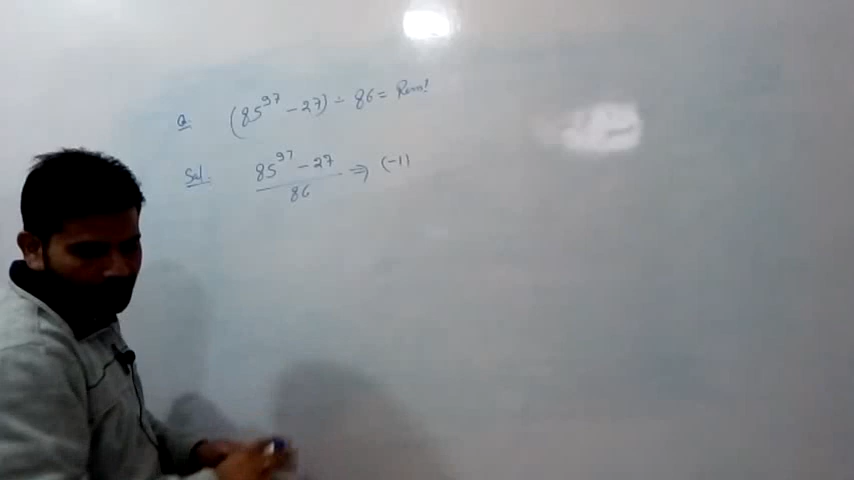 Q. (85^97 - 27) ÷ 86 = Rem!
Sol. 85^97 - 27 / 86 ⇒ (-1)